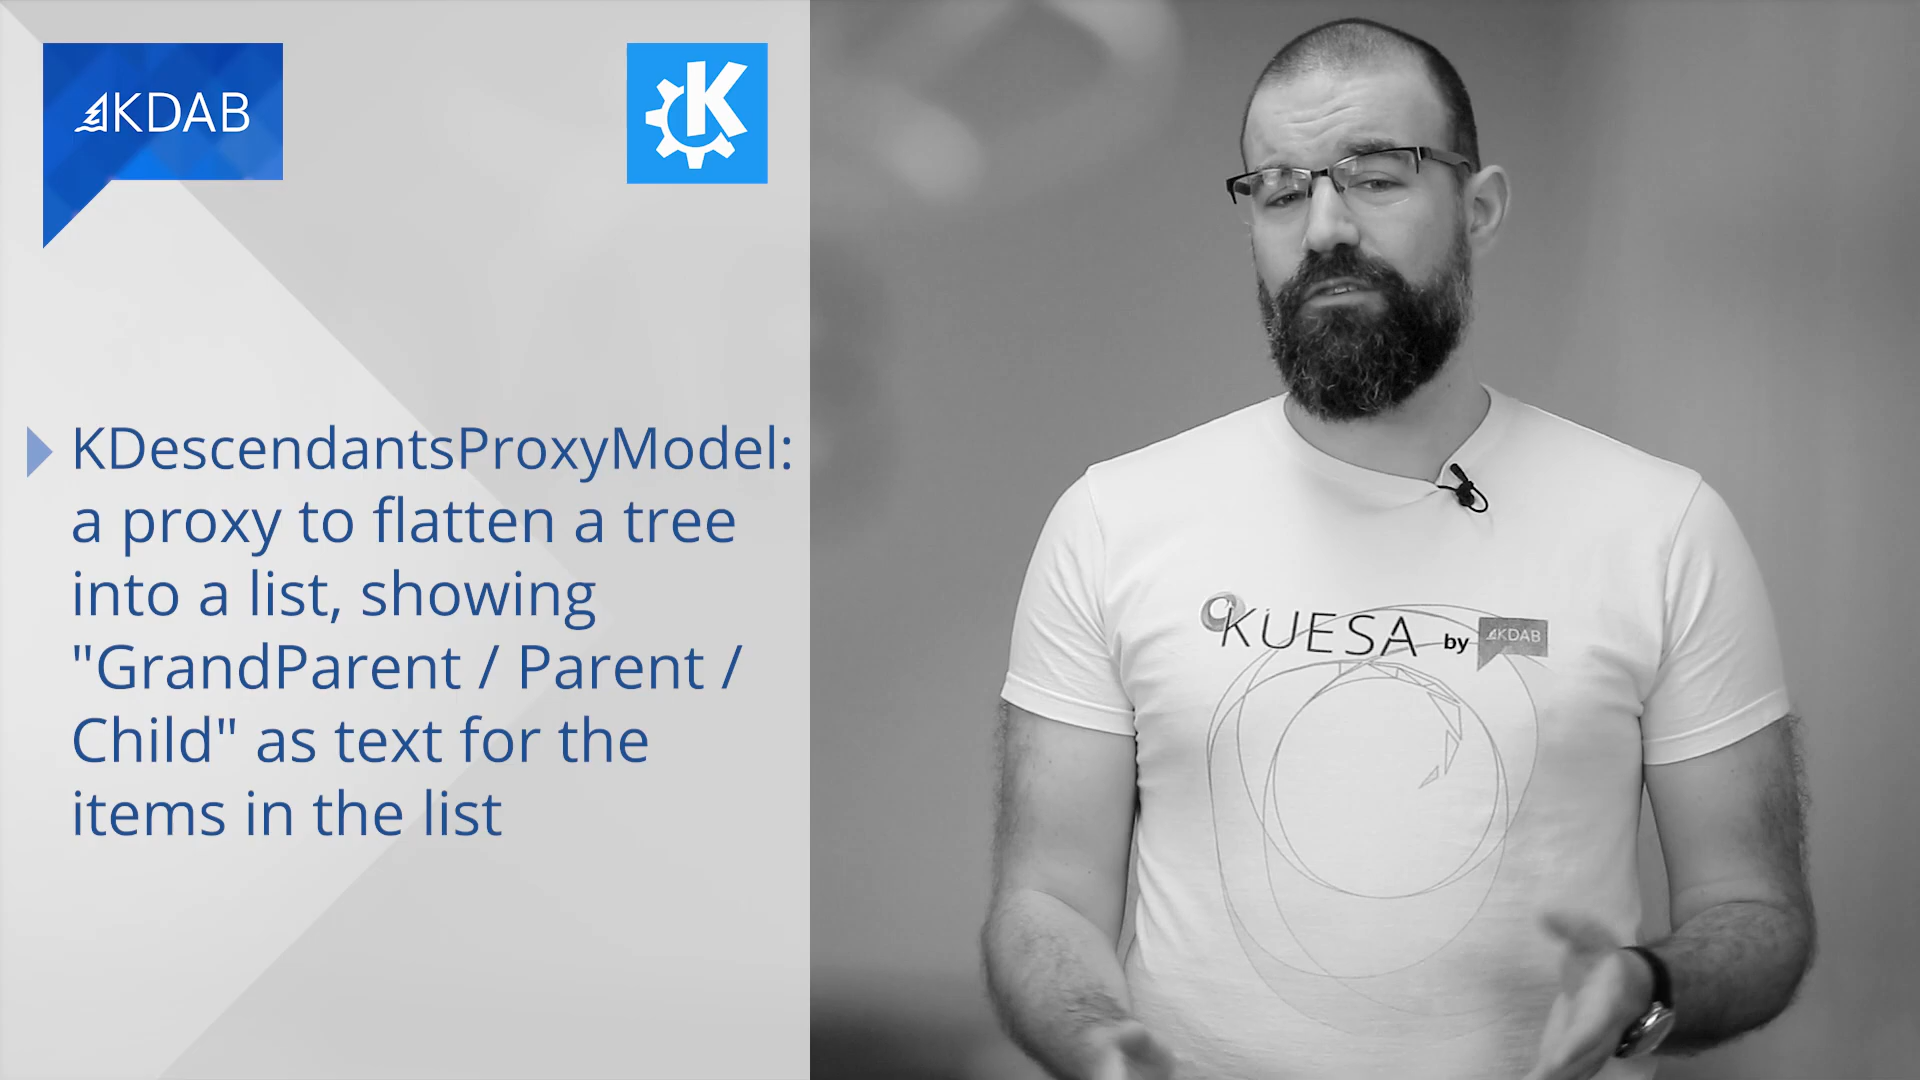 KDAB
K
KDescendantsProxyModel:
a proxy to flatten a tree
into a list, showing
"GrandParent / Parent /
Child" as text for the
items in the list
KUESA by KDAB